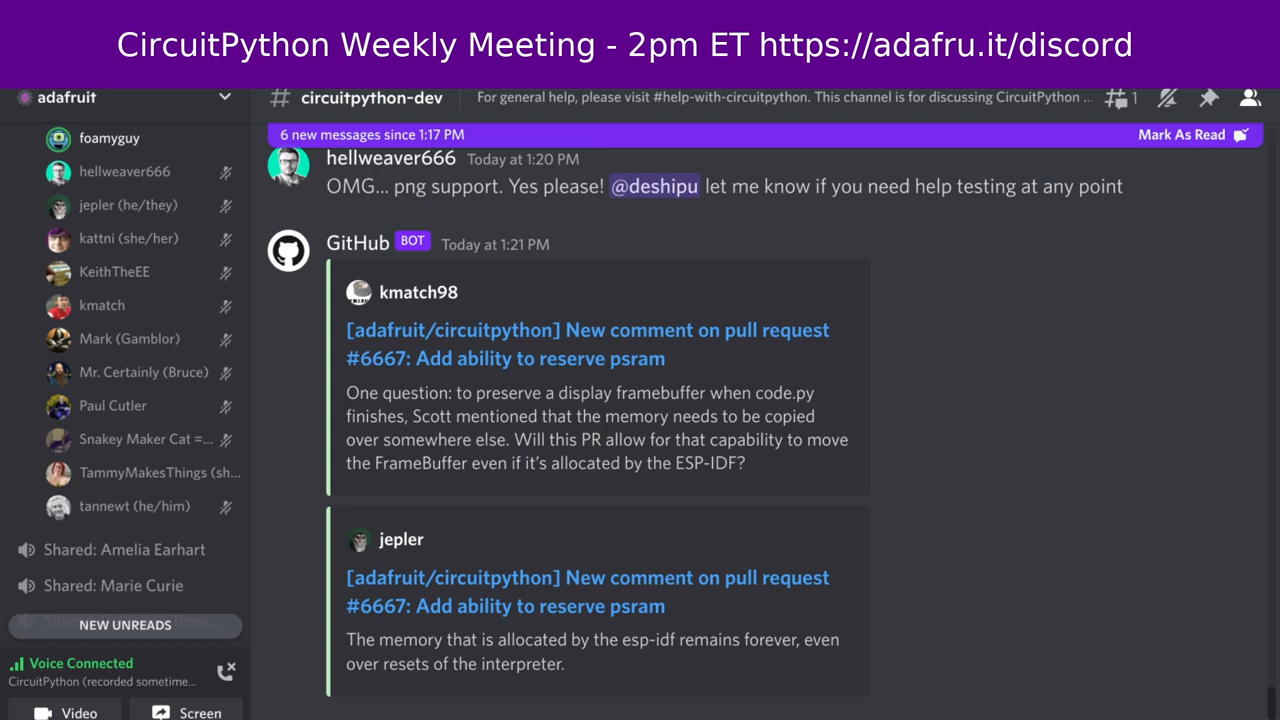 CircuitPython Weekly Meeting - 2pm ET https://adafru.it/discord
adafruit
foamyguy
hellweaver666
jepler (he/they)
kattni (she/her)
KeithTheEE
kmatch
Mark (Gamblor)
Mr. Certainly (Bruce)
Paul Cutler
Snakey Maker Cat =...
TammyMakesThings (sh...
tannewt (he/him)
Shared: Amelia Earhart
Shared: Marie Curie
NEW UNREADS
Voice Connected
CircuitPython (recorded sometime...
Video
Screen
# circuitpython-dev
For general help, please visit #help-with-circuitpython. This channel is for discussing CircuitPython ...
1
6 new messages since 1:17 PM
Mark As Read
hellweaver666 Today at 1:20 PM
OMG... png support. Yes please! @deshipu let me know if you need help testing at any point
GitHub BOT Today at 1:21 PM
kmatch98
[adafruit/circuitpython] New comment on pull request
#6667: Add ability to reserve psram
One question: to preserve a display framebuffer when code.py
finishes, Scott mentioned that the memory needs to be copied
over somewhere else. Will this PR allow for that capability to move
the FrameBuffer even if it's allocated by the ESP-IDF?
jepler
[adafruit/circuitpython] New comment on pull request
#6667: Add ability to reserve psram
The memory that is allocated by the esp-idf remains forever, even
over resets of the interpreter.